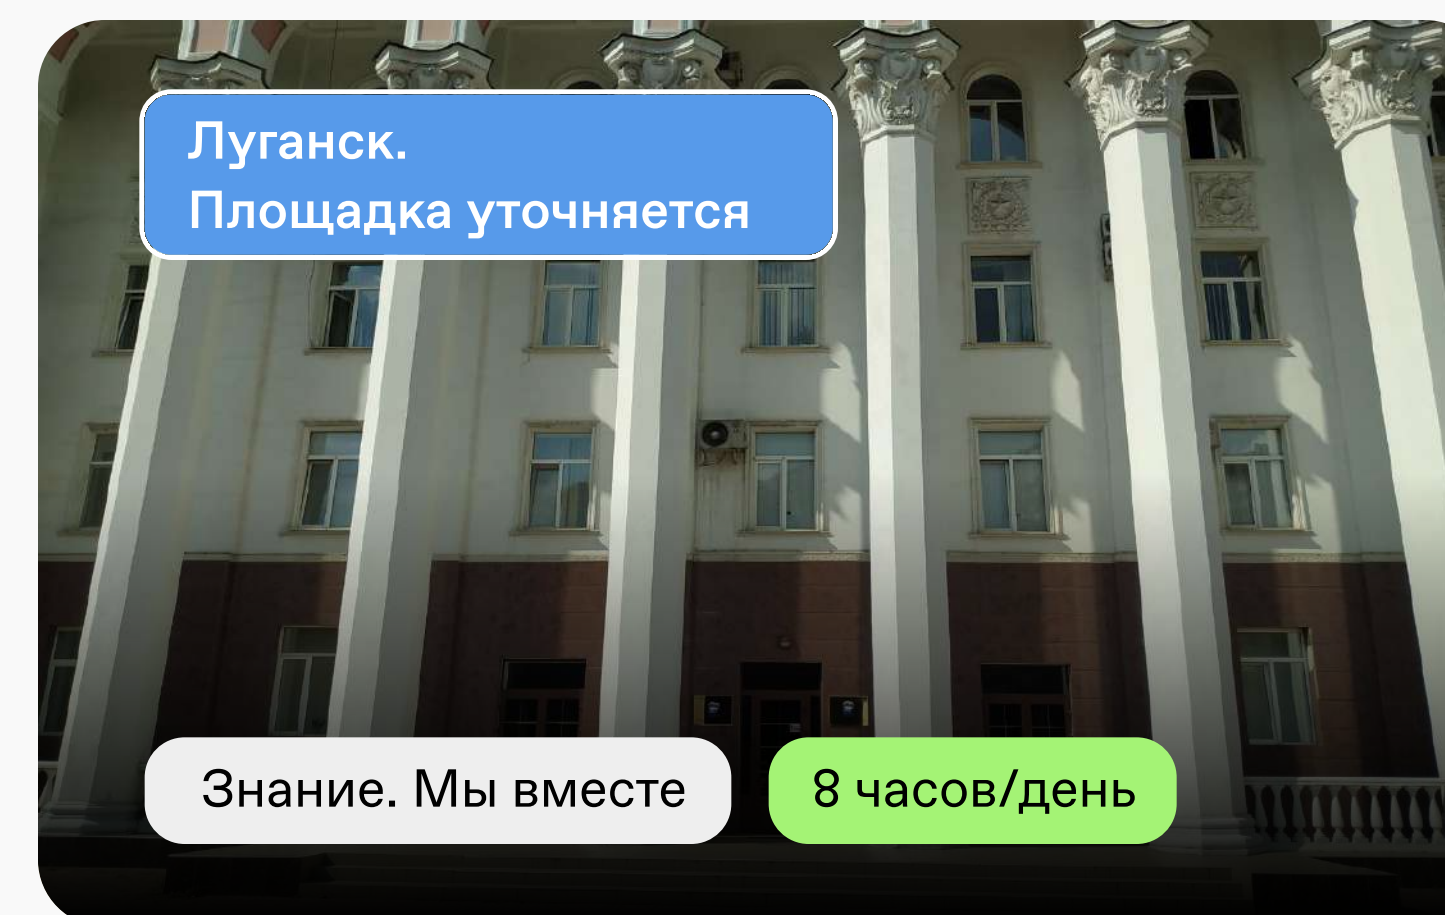 Луганск.
Площадка уточняется
Знание. Мы вместе
8 часов/день